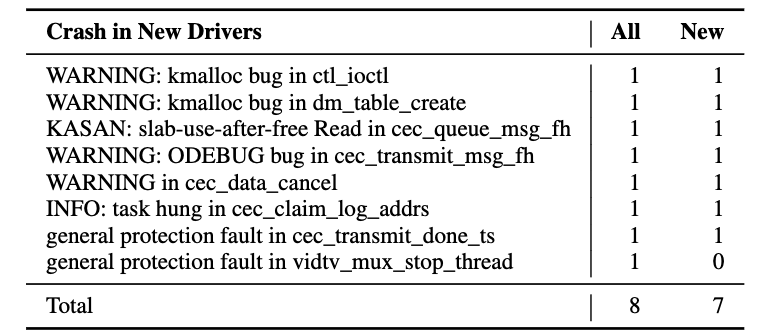 Crash in New Drivers All New
WARNING: kmalloc bug in ctl_ioctl 1 1
WARNING: kmalloc bug in dm_table_create 1 1
KASAN: slab-use-after-free Read in cec_queue_msg_fh 1 1
WARNING: ODEBUG bug in cec_transmit_msg_fh 1 1
WARNING in cec_data_cancel 1 1
INFO: task hung in cec_claim_log_addrs 1 1
general protection fault in cec_transmit_done_ts 1 1
general protection fault in vidtv_mux_stop_thread 1 0
Total 8 7